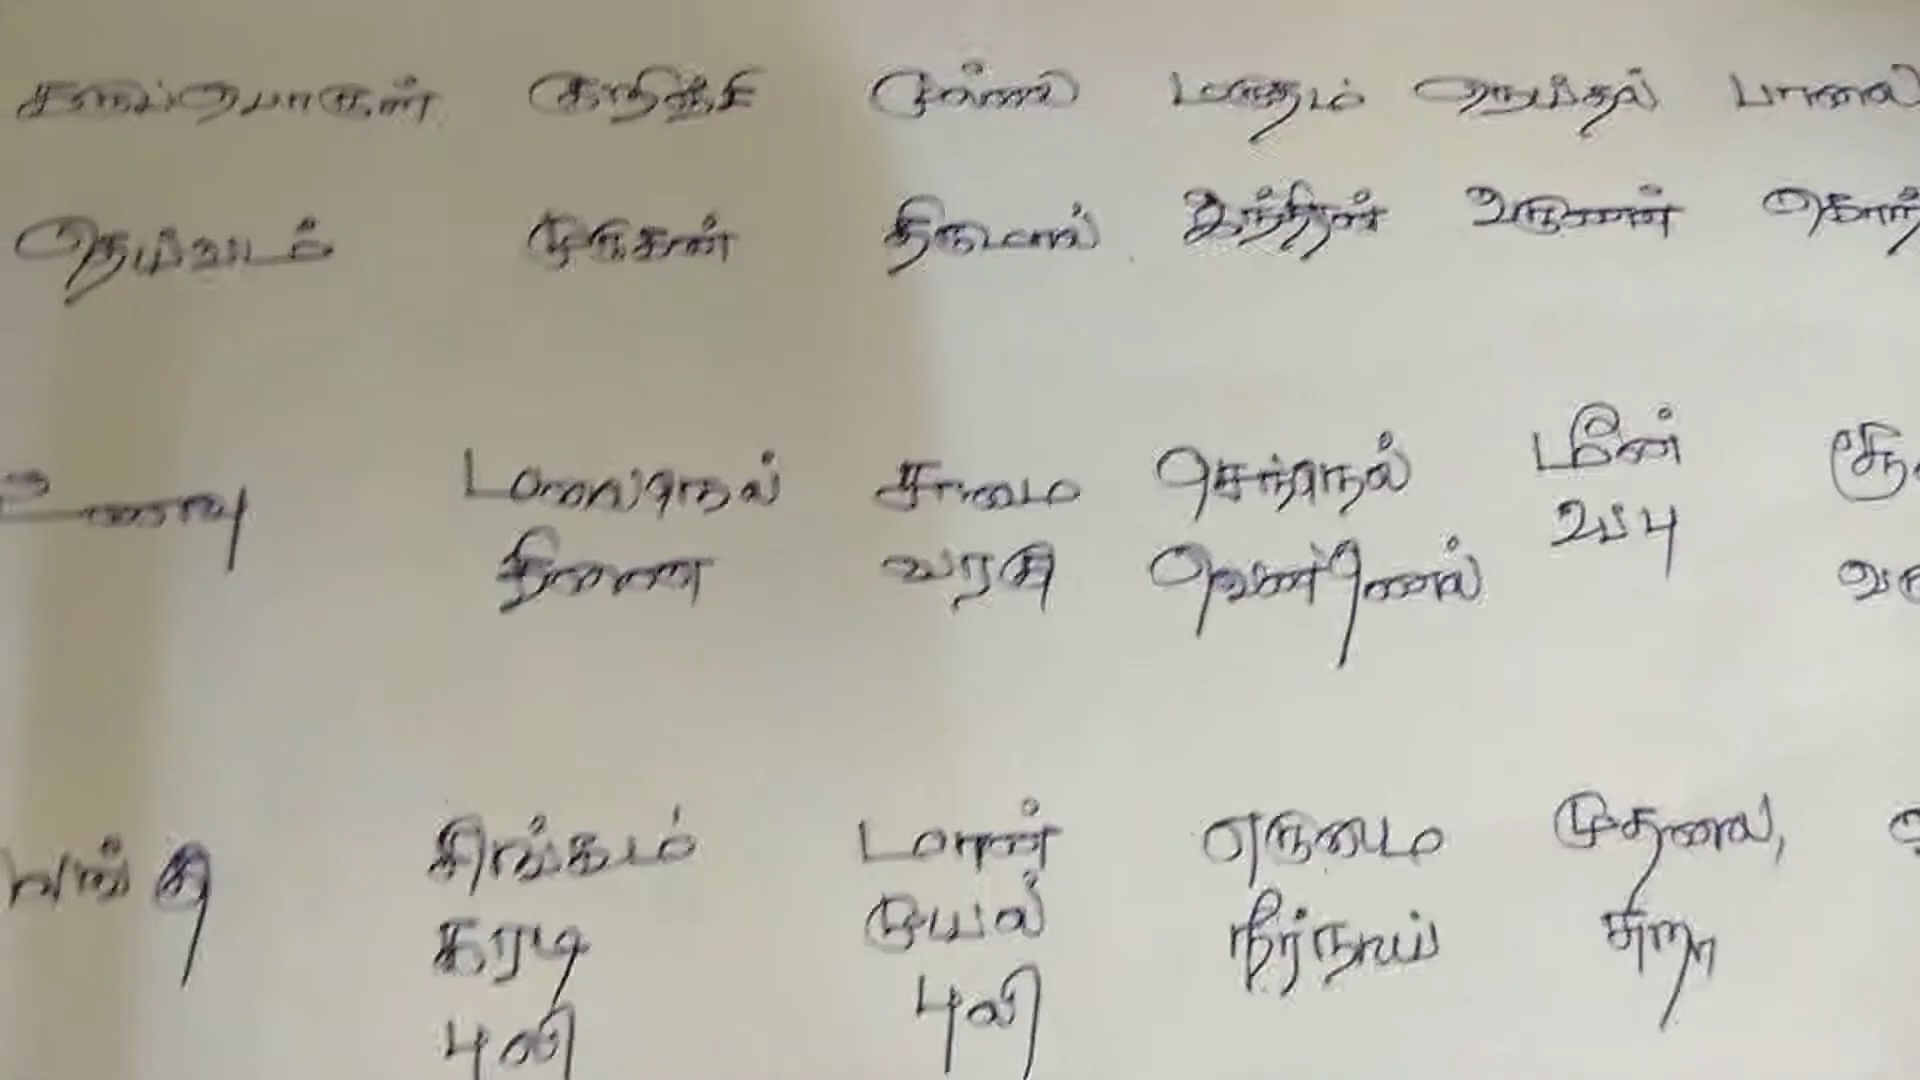 கருப்பொருள் குறிஞ்சி முல்லை மருதம் நெய்தல் பாலை
தெய்வம் முருகன் திருமால் இந்திரன் வருணன் கொற்
உணவு மலைநெல் சாமை செந்நெல் மீன்
தினை வரகு வெண்ணெல் உப்பு
விலங்கு சிங்கம் மான் எருமை முதலை,
கரடி முயல் நீர்நாய் சுறா
புலி புலி